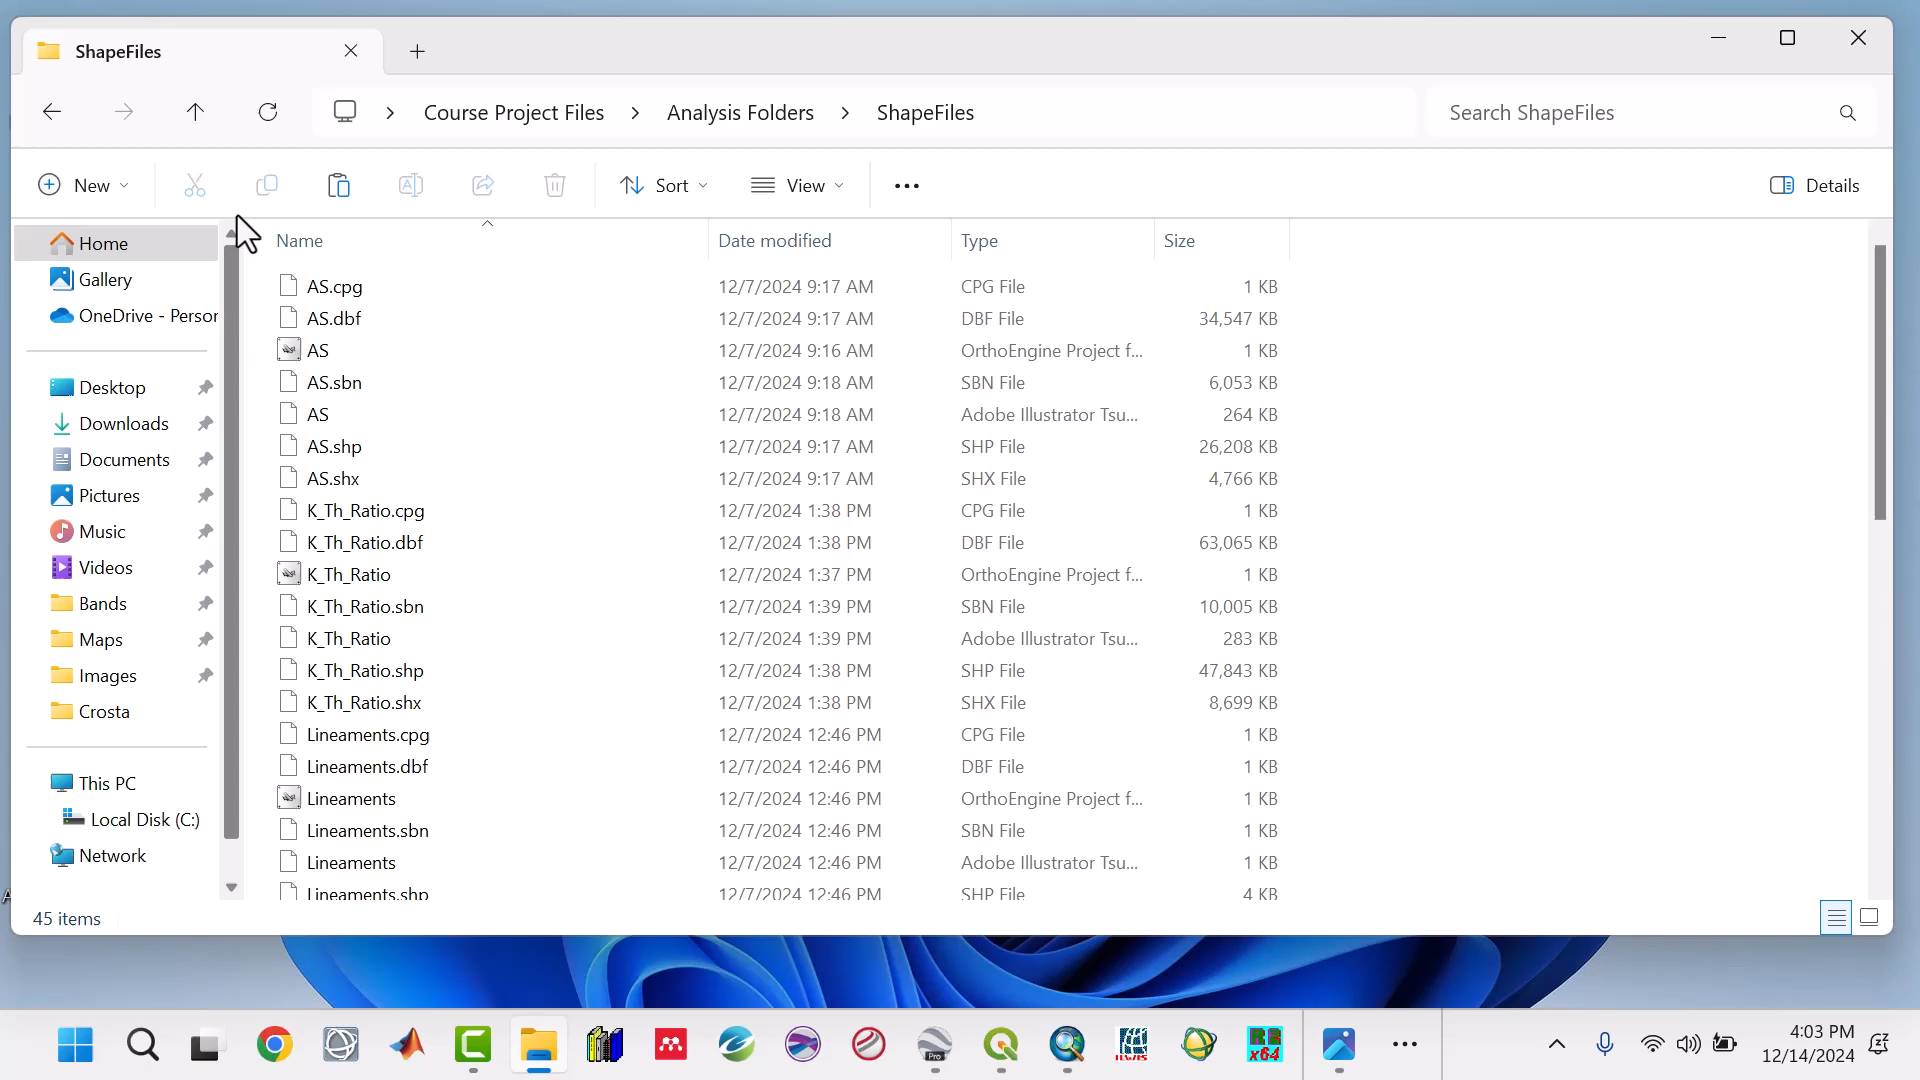 ShapeFiles
Course Project Files > Analysis Folders > ShapeFiles
Search ShapeFiles
New
Sort
View
Details
Home
Gallery
OneDrive - Persor
Desktop
Downloads
Documents
Pictures
Music
Videos
Bands
Maps
Images
Crosta
This PC
Local Disk (C:)
Network
Name Date modified Type Size
AS.cpg 12/7/2024 9:17 AM CPG File 1 KB
AS.dbf 12/7/2024 9:17 AM DBF File 34,547 KB
AS 12/7/2024 9:16 AM OrthoEngine Project f... 1 KB
AS.sbn 12/7/2024 9:18 AM SBN File 6,053 KB
AS 12/7/2024 9:18 AM Adobe Illustrator Tsu... 264 KB
AS.shp 12/7/2024 9:17 AM SHP File 26,208 KB
AS.shx 12/7/2024 9:17 AM SHX File 4,766 KB
K_Th_Ratio.cpg 12/7/2024 1:38 PM CPG File 1 KB
K_Th_Ratio.dbf 12/7/2024 1:38 PM DBF File 63,065 KB
K_Th_Ratio 12/7/2024 1:37 PM OrthoEngine Project f... 1 KB
K_Th_Ratio.sbn 12/7/2024 1:39 PM SBN File 10,005 KB
K_Th_Ratio 12/7/2024 1:39 PM Adobe Illustrator Tsu... 283 KB
K_Th_Ratio.shp 12/7/2024 1:38 PM SHP File 47,843 KB
K_Th_Ratio.shx 12/7/2024 1:38 PM SHX File 8,699 KB
Lineaments.cpg 12/7/2024 12:46 PM CPG File 1 KB
Lineaments.dbf 12/7/2024 12:46 PM DBF File 1 KB
Lineaments 12/7/2024 12:46 PM OrthoEngine Project f... 1 KB
Lineaments.sbn 12/7/2024 12:46 PM SBN File 1 KB
Lineaments 12/7/2024 12:46 PM Adobe Illustrator Tsu... 1 KB
Lineaments.shp 12/7/2024 12:46 PM SHP File 4 KB
45 items
Pro
x64
4:03 PM
12/14/2024